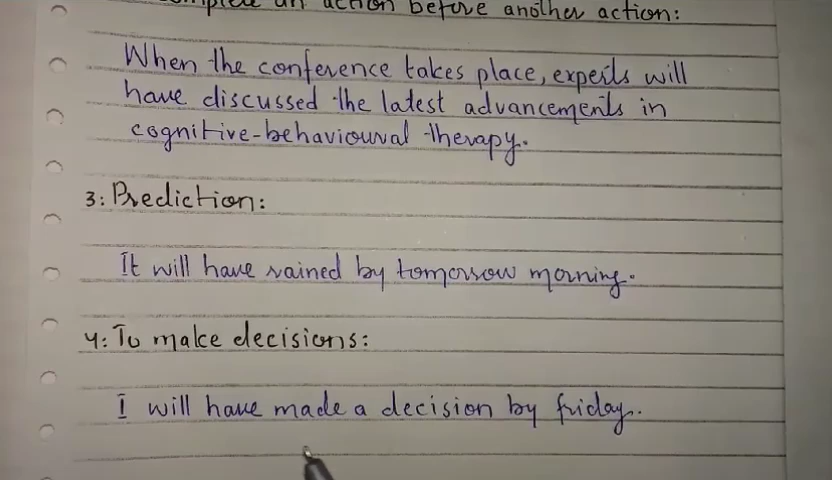 an action before another action:
When the conference takes place, experts will
have discussed the latest advancements in
cognitive-behavioural therapy.
3: Prediction:
It will have rained by tomorrow morning.
4: To make decisions:
I will have made a decision by friday.